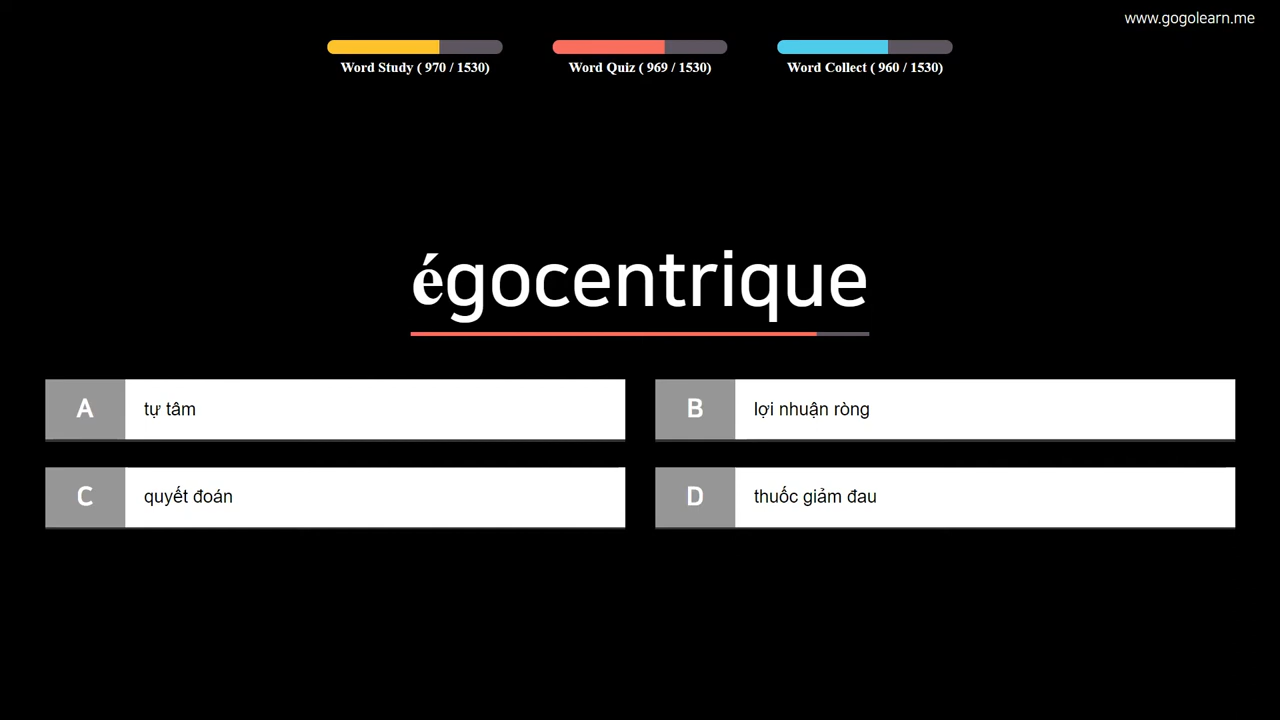 www.gogolearn.me
Word Study ( 970 / 1530)
Word Quiz ( 969 / 1530)
Word Collect ( 960 / 1530)
égocentrique
A tự tâm
B lợi nhuận ròng
C quyết đoán
D thuốc giảm đau